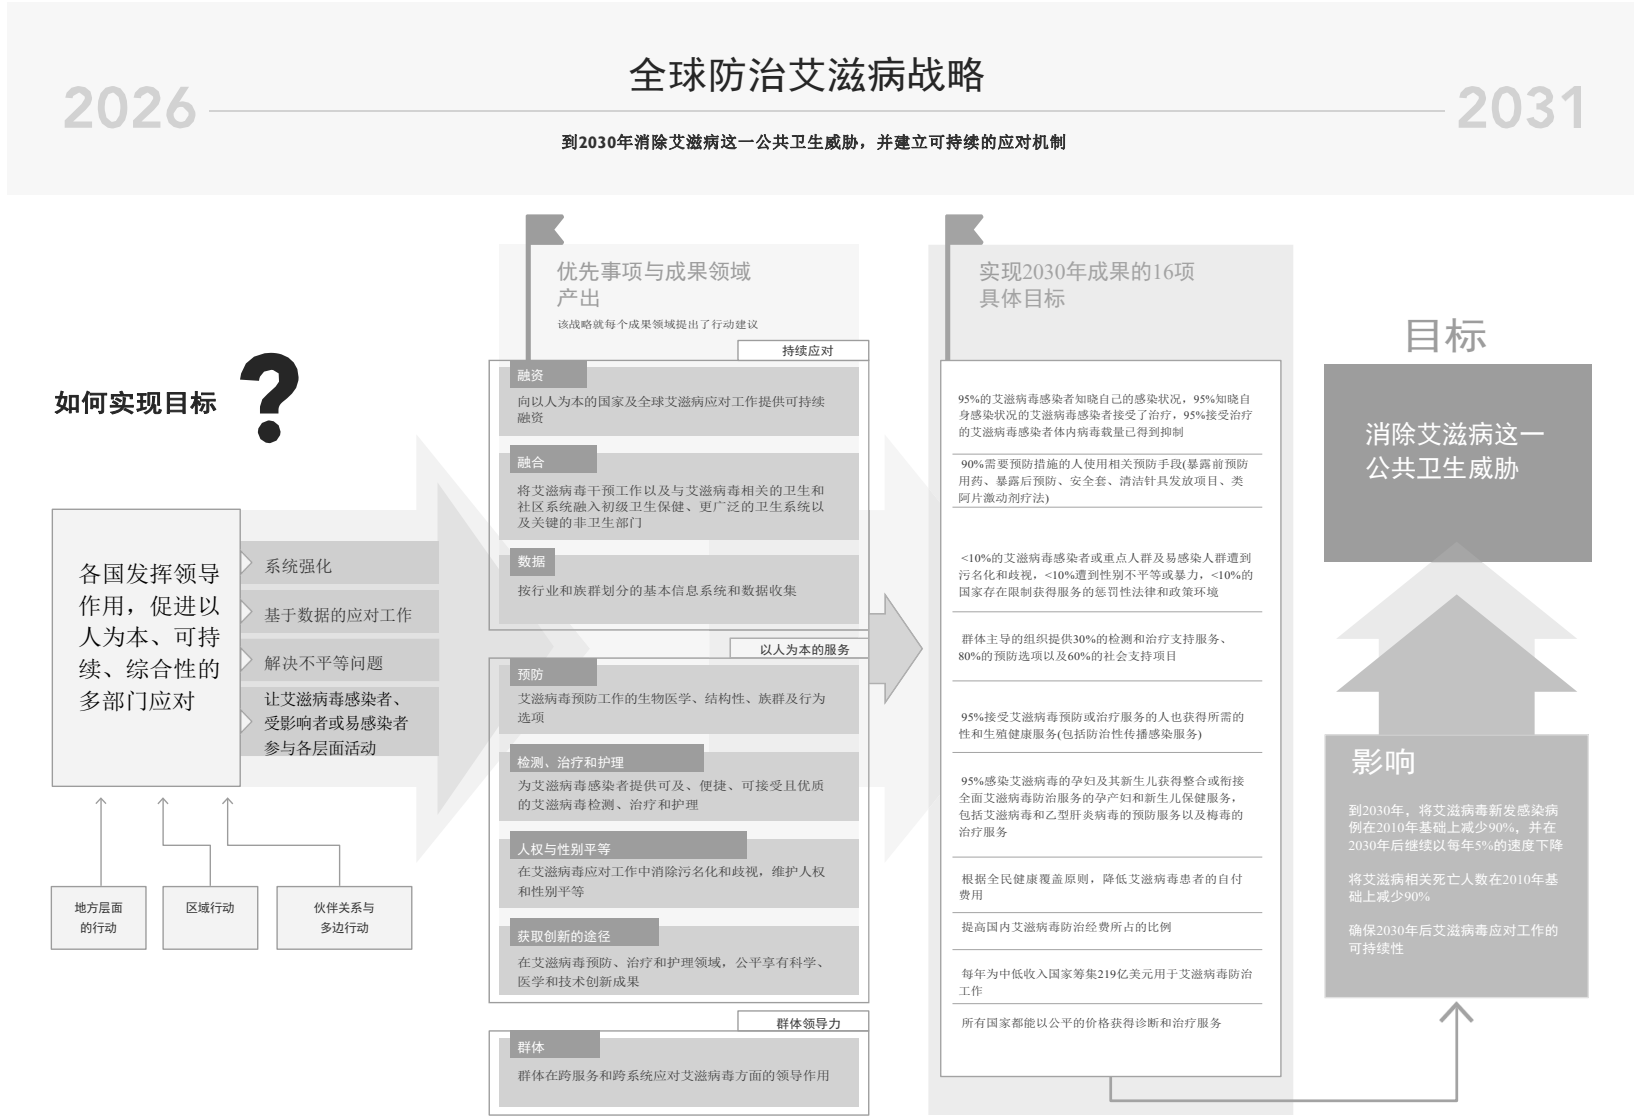 全球防治艾滋病战略
2026
2031
到2030年消除艾滋病这一公共卫生威胁，并建立可持续的应对机制
如何实现目标
?
各国发挥领导
作用，促进以
人为本、可持
续、综合性的
多部门应对
系统强化
基于数据的应对工作
解决不平等问题
让艾滋病毒感染者、
受影响者或易感染者
参与各层面活动
地方层面
的行动
区域行动
伙伴关系与
多边行动
优先事项与成果领域
产出
该战略就每个成果领域提出了行动建议
持续应对
融资
向以人为本的国家及全球艾滋病应对工作提供可持续
融资
融合
将艾滋病毒干预工作以及与艾滋病毒相关的卫生和
社区系统融入初级卫生保健、更广泛的卫生系统以
及关键的非卫生部门
数据
按行业和族群划分的基本信息系统和数据收集
以人为本的服务
预防
艾滋病毒预防工作的生物医学、结构性、族群及行为
选项
检测、治疗和护理
为艾滋病毒感染者提供可及、便捷、可接受且优质
的艾滋病毒检测、治疗和护理
人权与性别平等
在艾滋病毒应对工作中消除污名化和歧视，维护人权
和性别平等
获取创新的途径
在艾滋病毒预防、治疗和护理领域，公平享有科学、
医学和技术创新成果
群体领导力
群体
群体在跨服务和跨系统应对艾滋病毒方面的领导作用
实现2030年成果的16项
具体目标
95%的艾滋病毒感染者知晓自己的感染状况，95%知晓自
身感染状况的艾滋病毒感染者接受了治疗，95%接受治疗
的艾滋病毒感染者体内病毒载量已得到抑制
90%需要预防措施的人使用相关预防手段(暴露前预防
用药、暴露后预防、安全套、清洁针具发放项目、类
阿片激动剂疗法)
<10%的艾滋病毒感染者或重点人群及易感染人群遭到
污名化和歧视，<10%遭到性别不平等或暴力，<10%的
国家存在限制获得服务的惩罚性法律和政策环境
群体主导的组织提供30%的检测和治疗支持服务、
80%的预防选项以及60%的社会支持项目
95%接受艾滋病毒预防或治疗服务的人也获得所需的
性和生殖健康服务(包括防治性传播感染服务)
95%感染艾滋病毒的孕妇及其新生儿获得整合或衔接
全面艾滋病毒防治服务的孕产妇和新生儿保健服务，
包括艾滋病毒和乙型肝炎病毒的预防服务以及梅毒的
治疗服务
根据全民健康覆盖原则，降低艾滋病毒患者的自付
费用
提高国内艾滋病毒防治经费所占的比例
每年为中低收入国家筹集219亿美元用于艾滋病毒防治
工作
所有国家都能以公平的价格获得诊断和治疗服务
目标
消除艾滋病这一
公共卫生威胁
影响
到2030年，将艾滋病毒新发感染病
例在2010年基础上减少90%，并在
2030年后继续以每年5%的速度下降
将艾滋病相关死亡人数在2010年基
础上减少90%
确保2030年后艾滋病毒应对工作的
可持续性